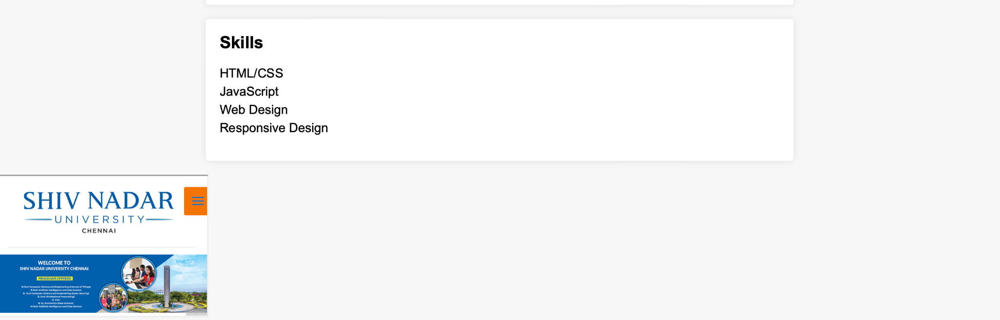 Skills
HTML/CSS
JavaScript
Web Design
Responsive Design
SHIV NADAR
UNIVERSITY
CHENNAI
WELCOME TO
SHIV NADAR UNIVERSITY CHENNAI
PROGRAMS OFFERED
B.Tech Computer Science and Engineering (Internet of Things)
B.Tech Artificial Intelligence and Data Science
B. Tech Computer Science and Engineering (Cyber Security)
B. Com (Professional Accounting)
B. Com
B. Sc. Economics (Data Science)
M.Tech Artificial Intelligence and Data Science